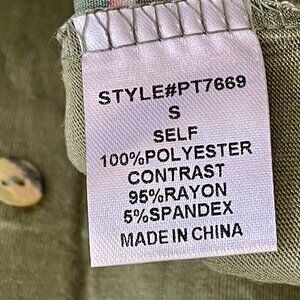 STYLE#PT7669
S
SELF
100%POLYESTER
CONTRAST
95%RAYON
5%SPANDEX
MADE IN CHINA